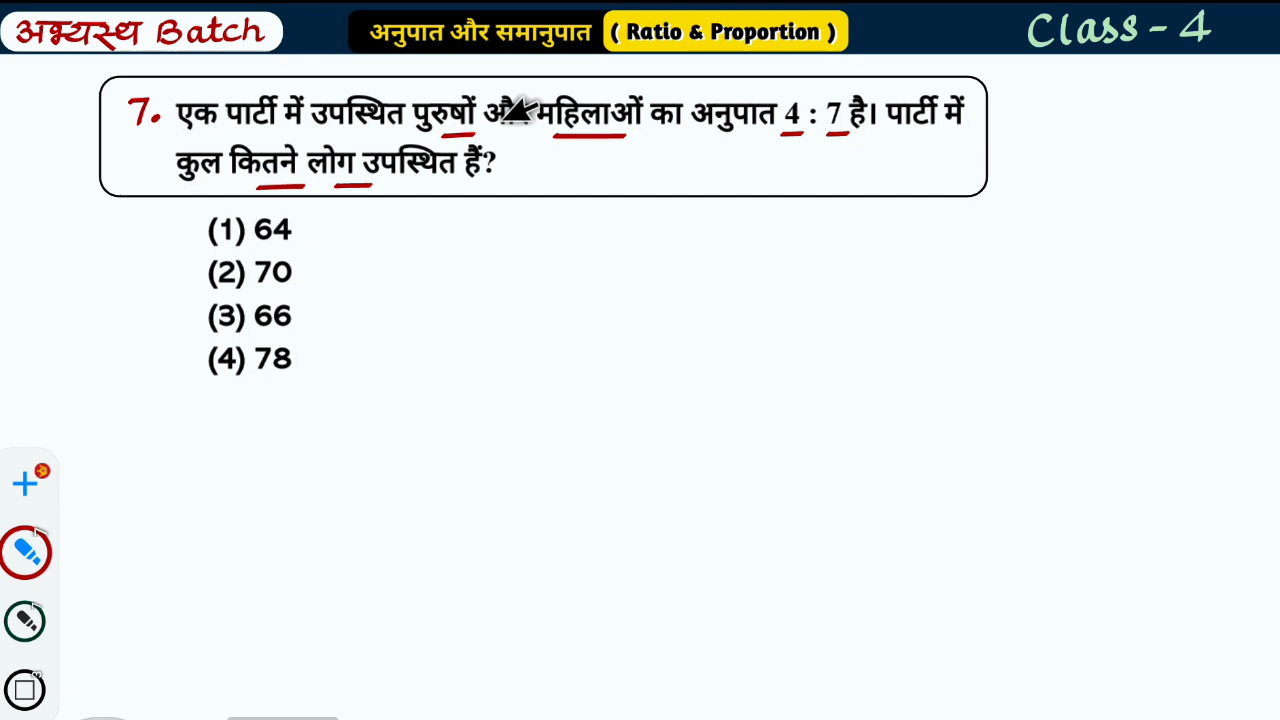 अभ्यस्थ Batch
अनुपात और समानुपात ( Ratio & Proportion )
Class - 4
7. एक पार्टी में उपस्थित पुरुषों और महिलाओं का अनुपात 4 : 7 है। पार्टी में
कुल कितने लोग उपस्थित हैं?
(1) 64
(2) 70
(3) 66
(4) 78